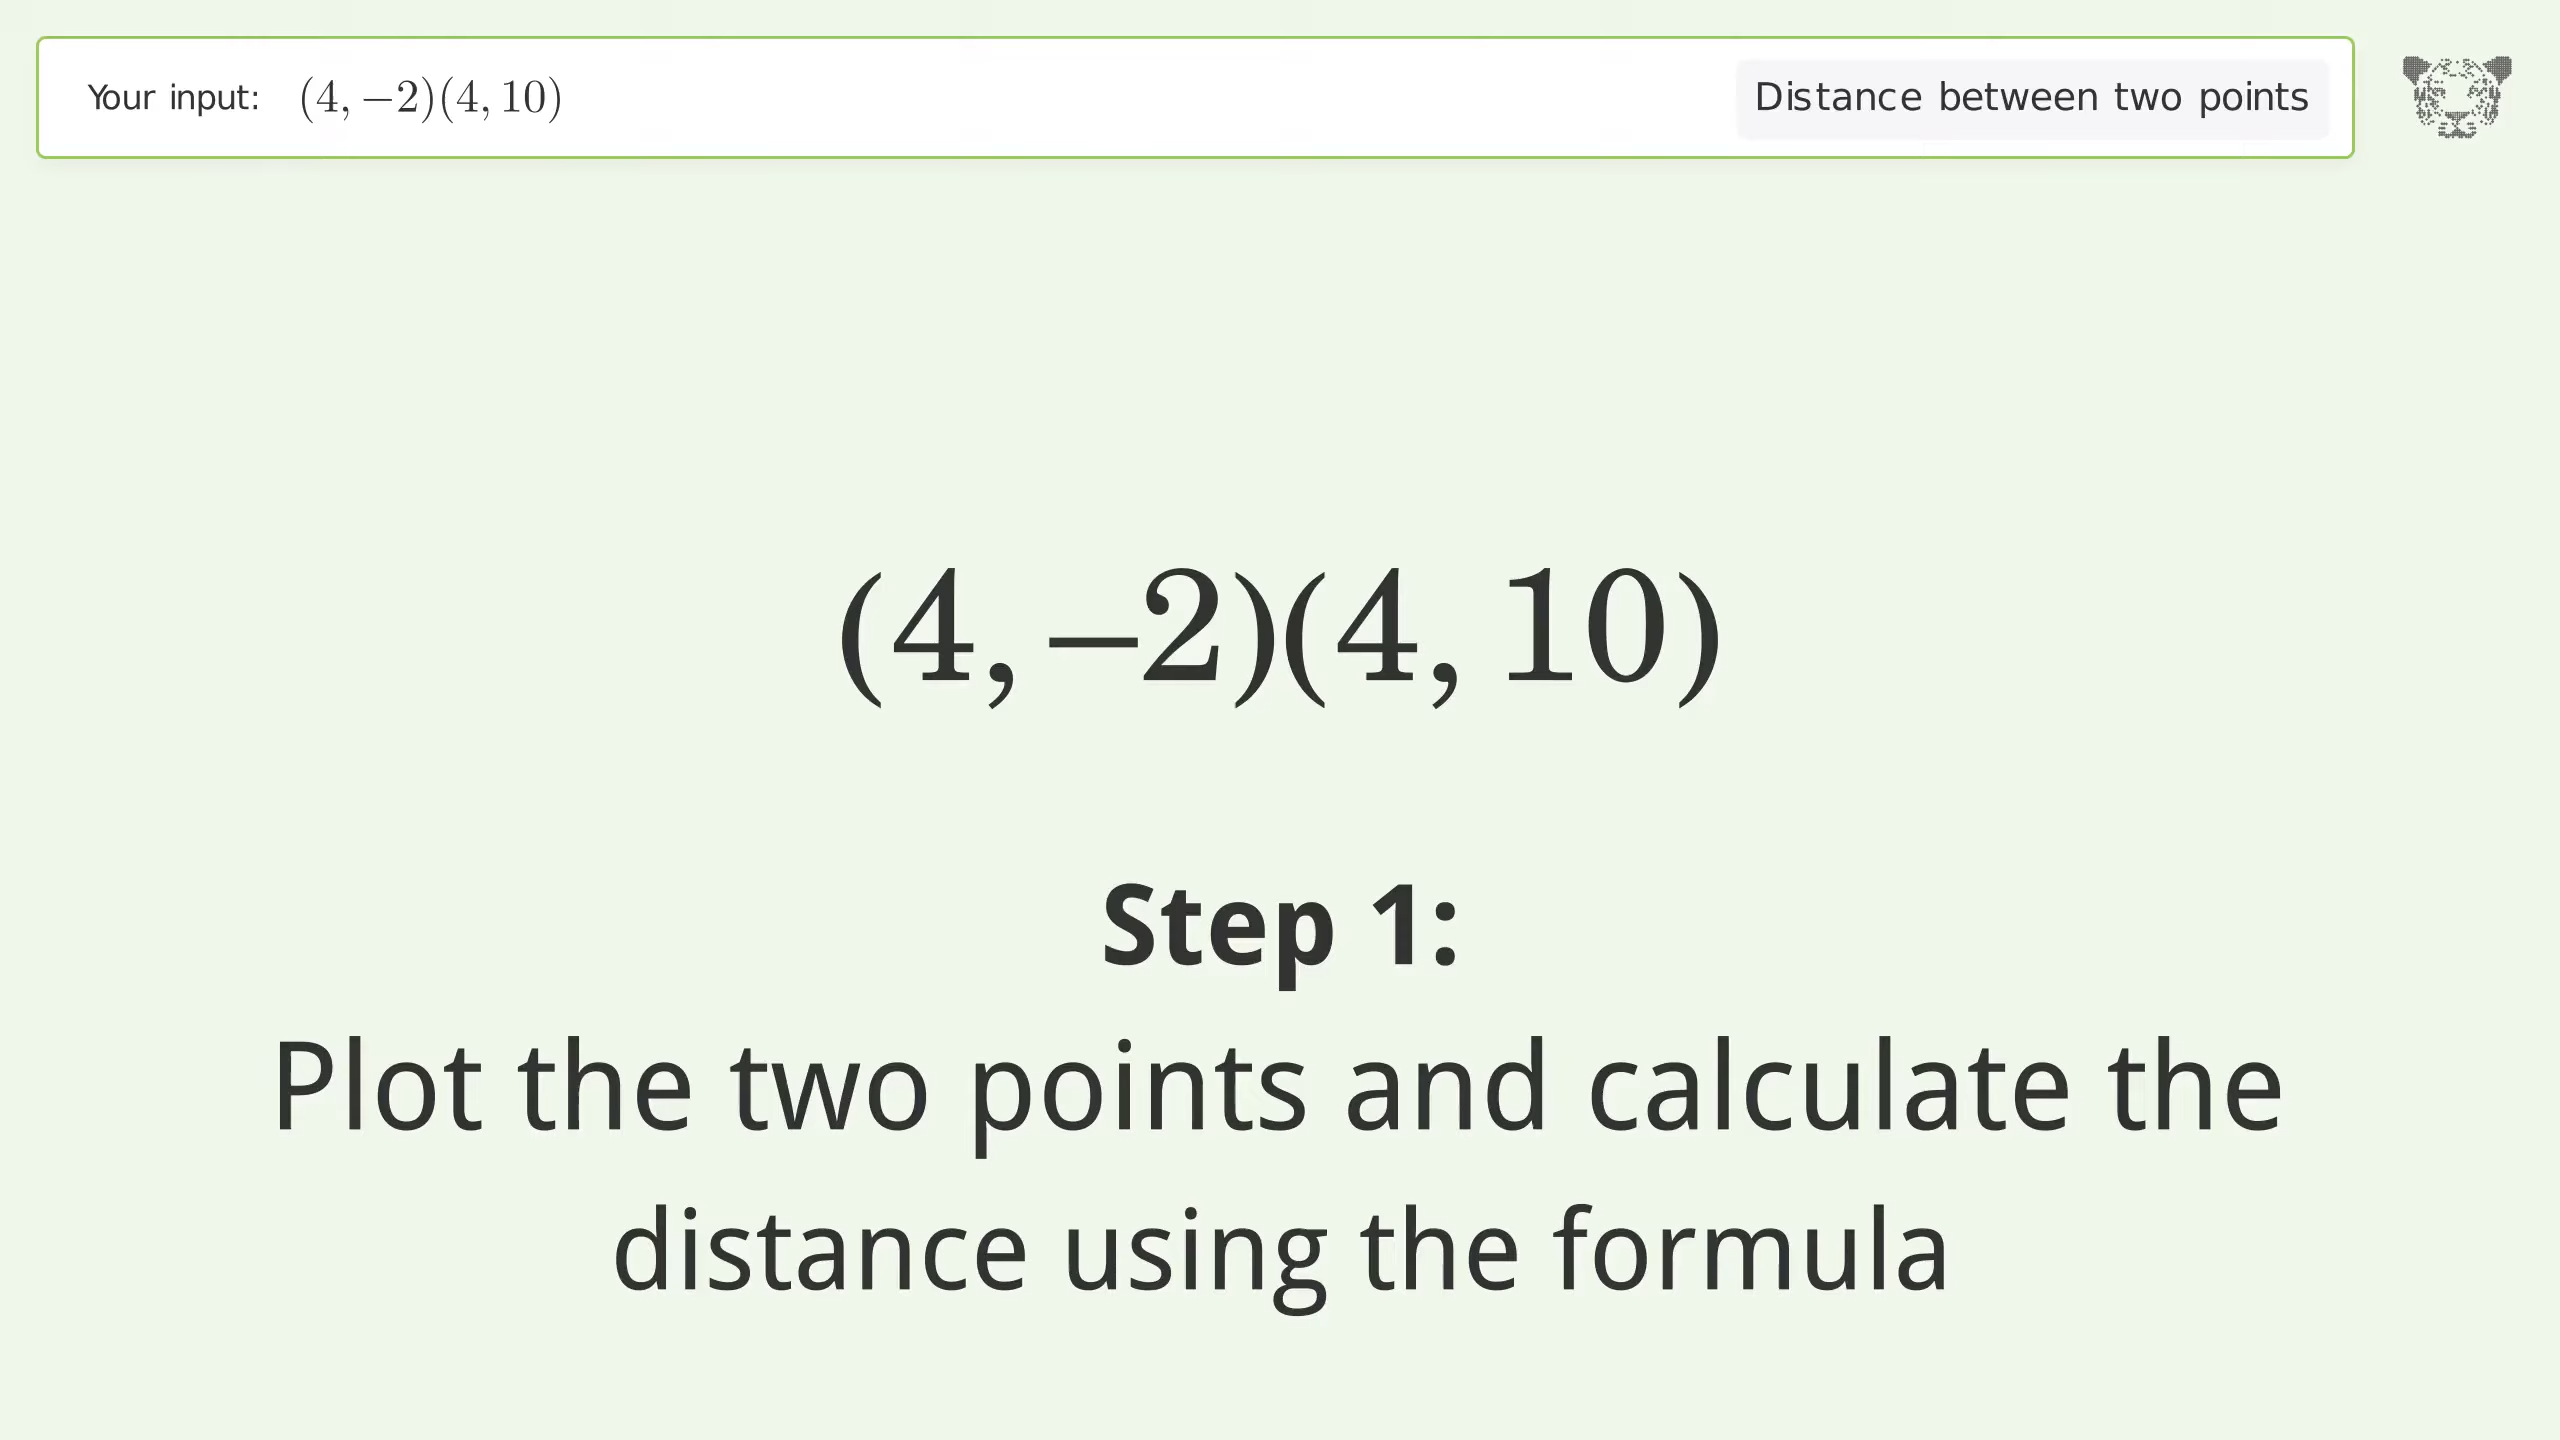 Your input: (4, −2)(4, 10)
Distance between two points
(4, −2)(4, 10)
Step 1:
Plot the two points and calculate the
distance using the formula